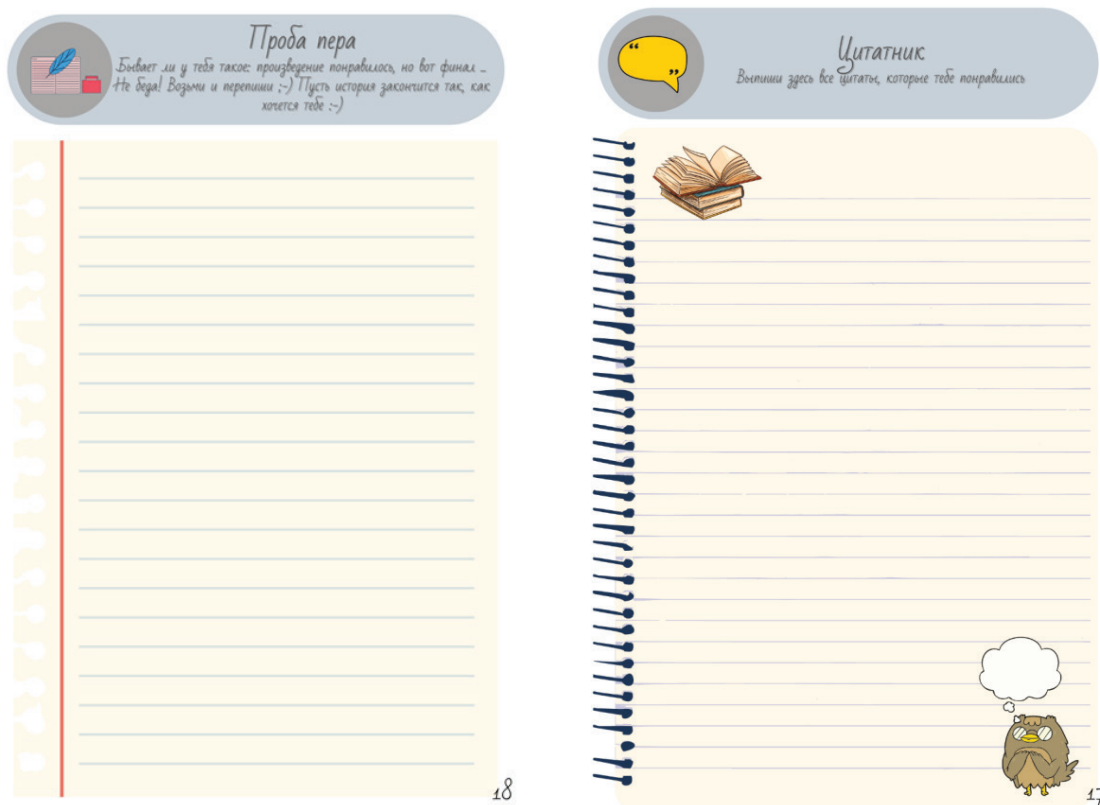 Проба пера
Бывает ли у тебя такое: произведение понравилось, но вот финал ...
Не беда! Возьми и перепиши ;-) Пусть история закончится так, как
хочется тебе :-)
18
Цитатник
Выпиши здесь все цитаты, которые тебе понравились
17